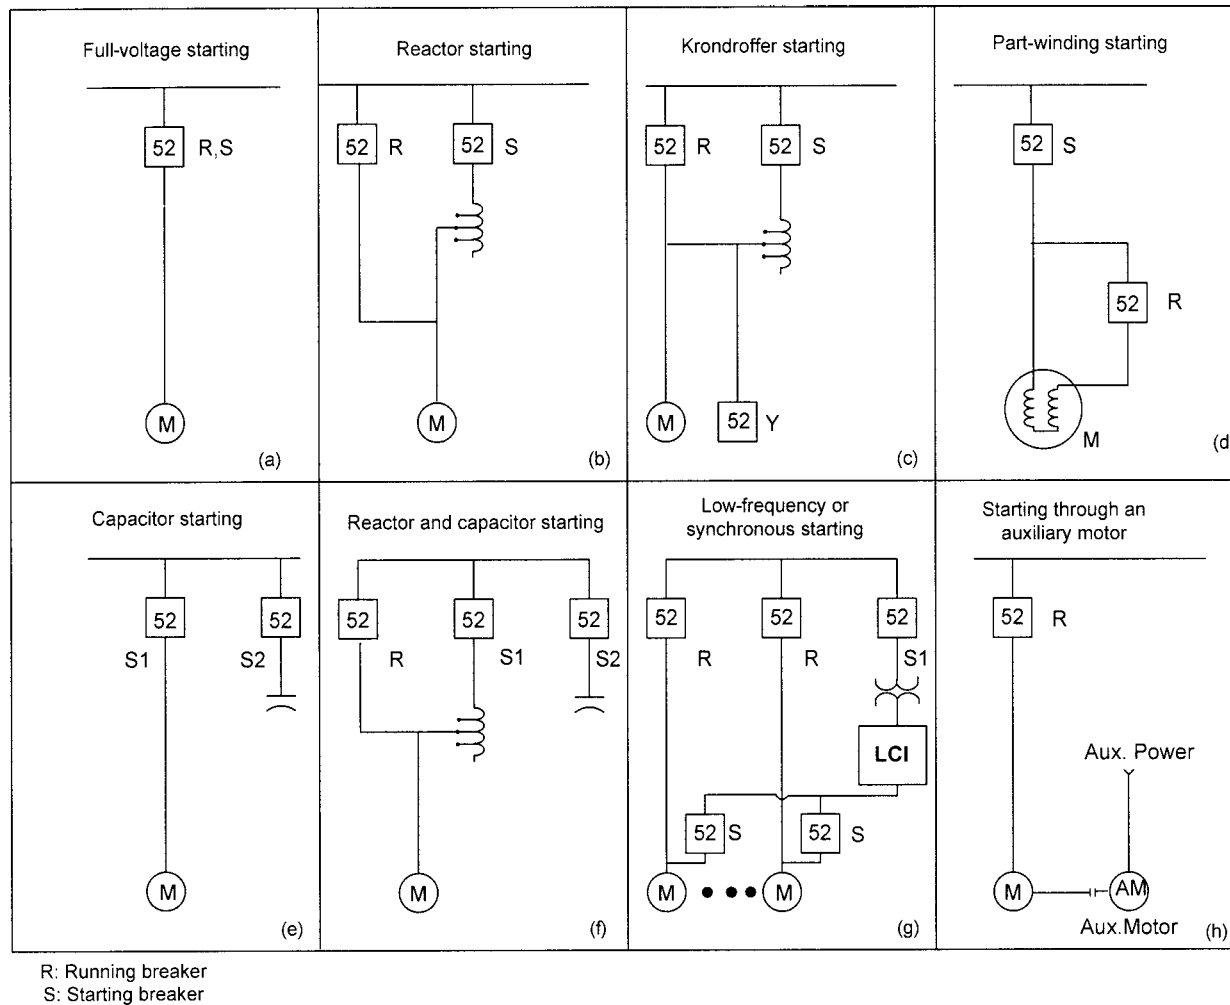 Full-voltage starting
52
R,S
M
(a)
Reactor starting
52
R
52
S
M
(b)
Krondroffer starting
52
R
52
S
M
52
Y
(c)
Part-winding starting
52
S
52
R
M
(d
Capacitor starting
52
S1
52
S2
M
(e)
Reactor and capacitor starting
52
R
52
S1
52
S2
M
(f)
Low-frequency or
synchronous starting
52
R
52
R
52
S1
LCI
52
S
52
S
M
M
(g)
Starting through an
auxiliary motor
52
R
Aux. Power
M
AM
Aux.Motor
(h)
R: Running breaker
S: Starting breaker